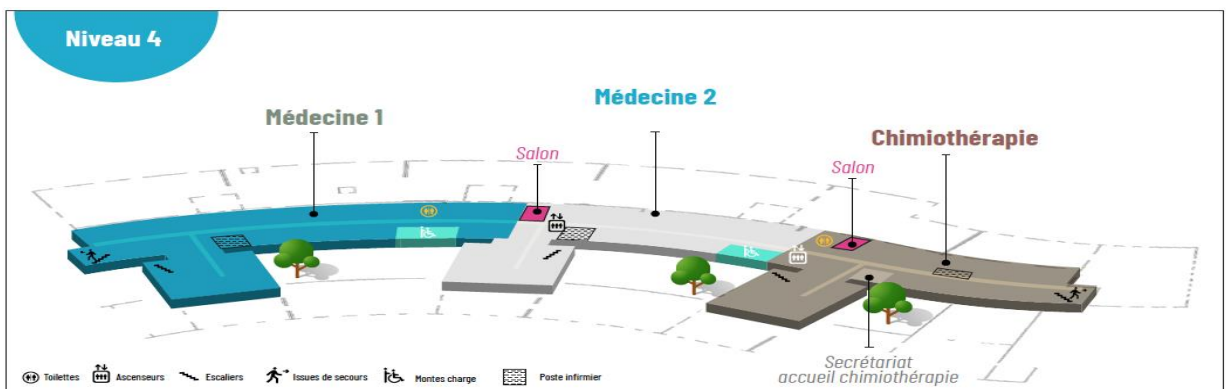 Niveau 4
Médecine 1
Salon
Médecine 2
Salon
Chimiothérapie
Secrétariat
accueil chimiothérapie
Toilettes
Ascenseurs
Escaliers
Issues de secours
Montes charge
Poste infirmier